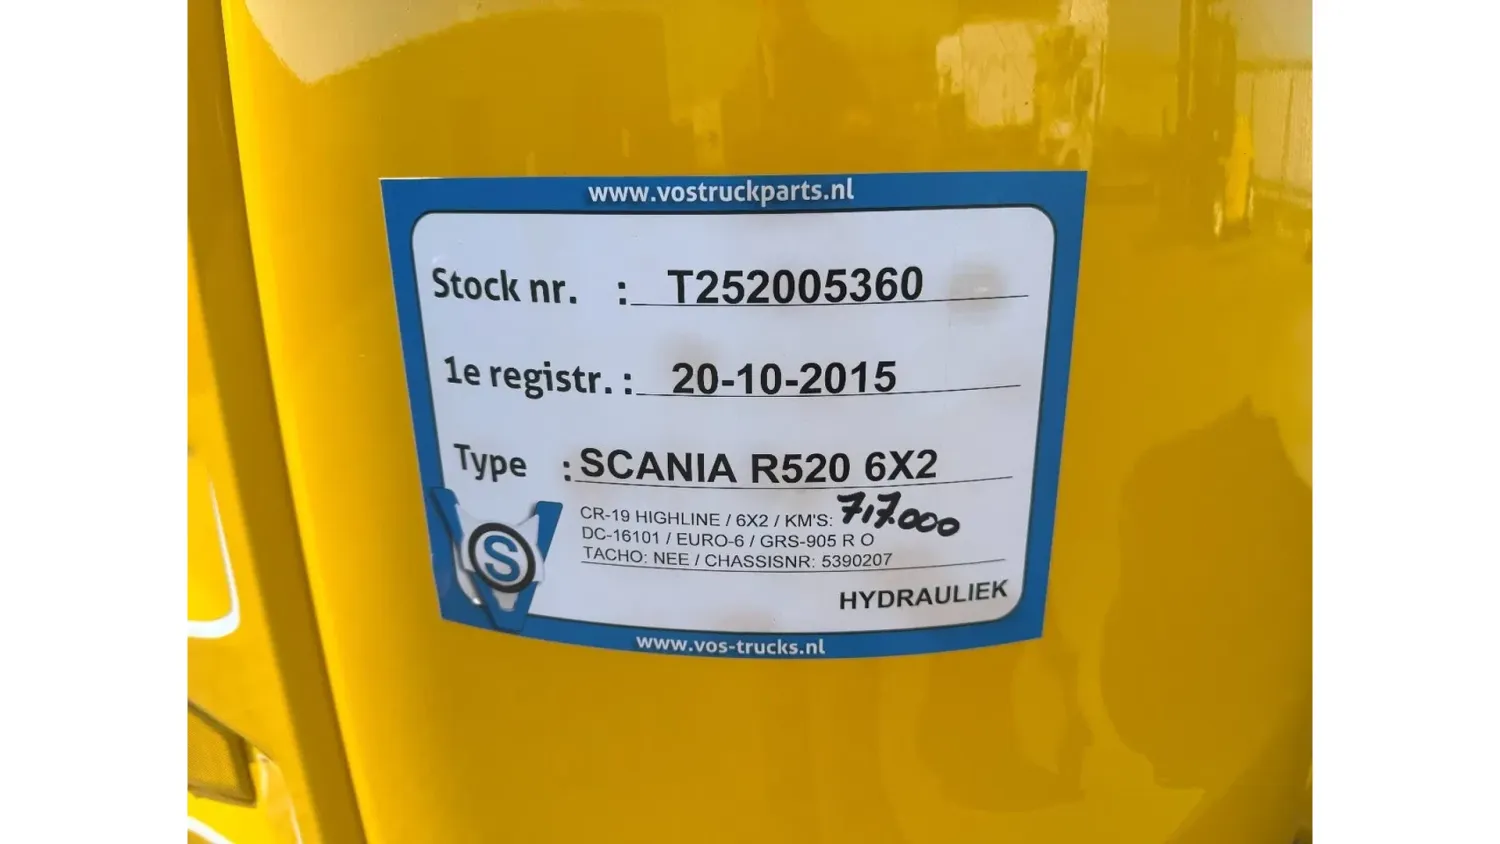 www.vostruckparts.nl
Stock nr. : T252005360
1e registr. : 20-10-2015
Type : SCANIA R520 6X2
CR-19 HIGHLINE / 6X2 / KM'S: 717.000
DC-16101 / EURO-6 / GRS-905 R O
TACHO: NEE / CHASSISNR: 5390207
S
HYDRAULIEK
www.vos-trucks.nl